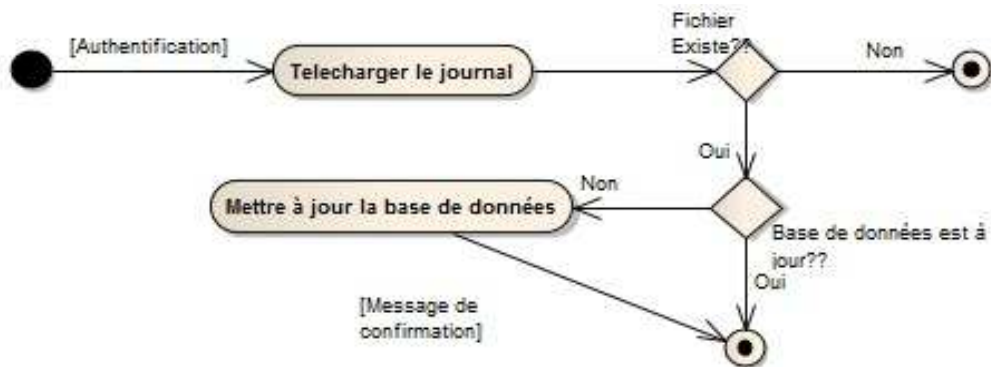 Fichier
Existe??
[Authentification]
Telecharger le journal
Non
Oui
Non
Mettre à jour la base de données
Base de données est à
jour??
Oui
[Message de
confirmation]